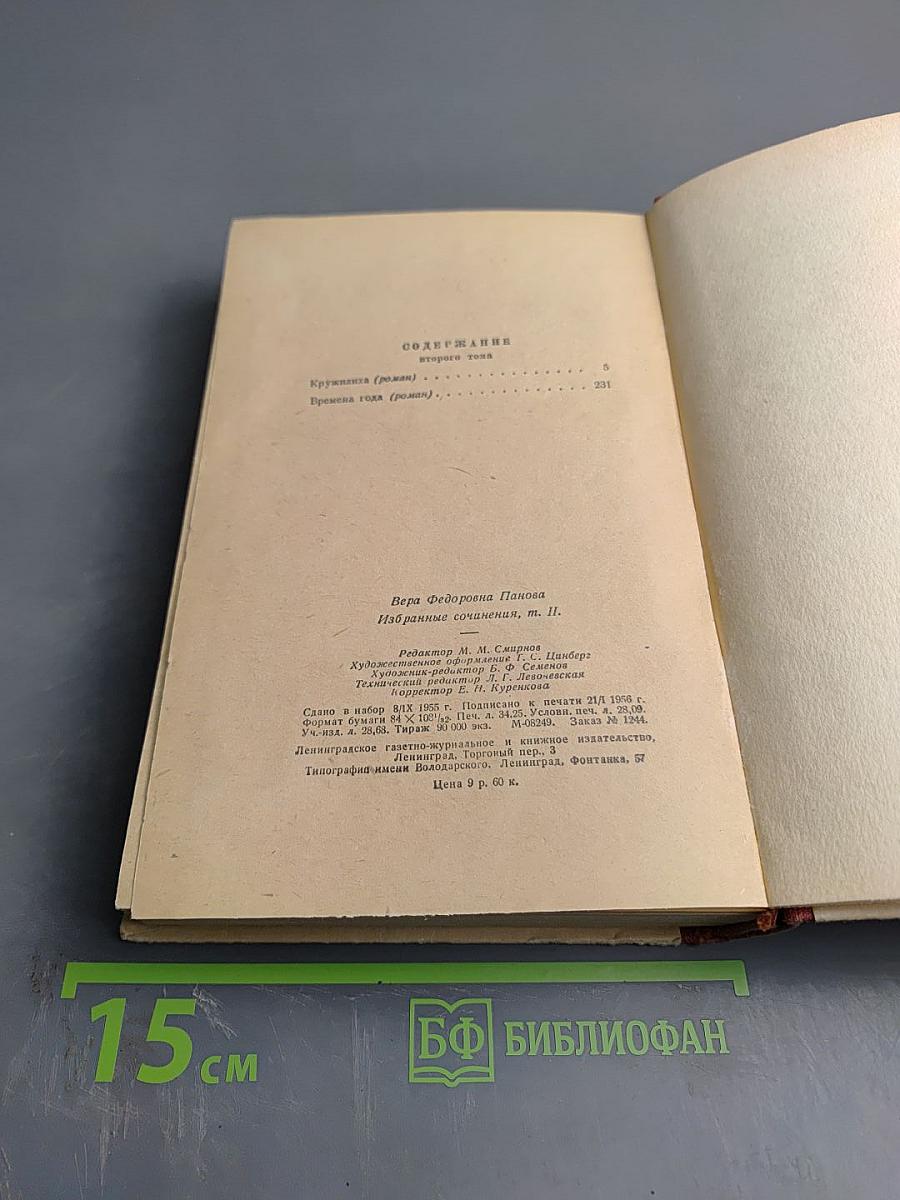 СОДЕРЖАНИЕ
второго тома
Кружилиха (роман) . . . . . . . . . . . . . . . 5
Времена года (роman) . . . . . . . . . . . . . . 231
Вера Федоровна Панова
Избранные сочинения, т. II.
Редактор М. М. Смирнов
Художественное оформление Г. С. Цинберг
Художник-редактор Б. Ф. Семенов
Технический редактор Л. Г. Левоневская
Корректор Е. Н. Куренкова
Сдано в набор 8/IX 1955 г. Подписано к печати 21/I 1956 г.
Формат бумаги 84 × 108¹/₃₂. Печ. л. 34,25. Условн. печ. л. 28,09.
Уч.-изд. л. 28,68. Тираж 90 000 экз. М-08249. Заказ № 1244.
Ленинградское газетно-журнальное и книжное издательство,
Ленинград, Торговый пер., 3
Типография имени Володарского, Ленинград, Фонтанка, 57
Цена 9 р. 60 к.
15 см
БФ БИБЛИОФАН